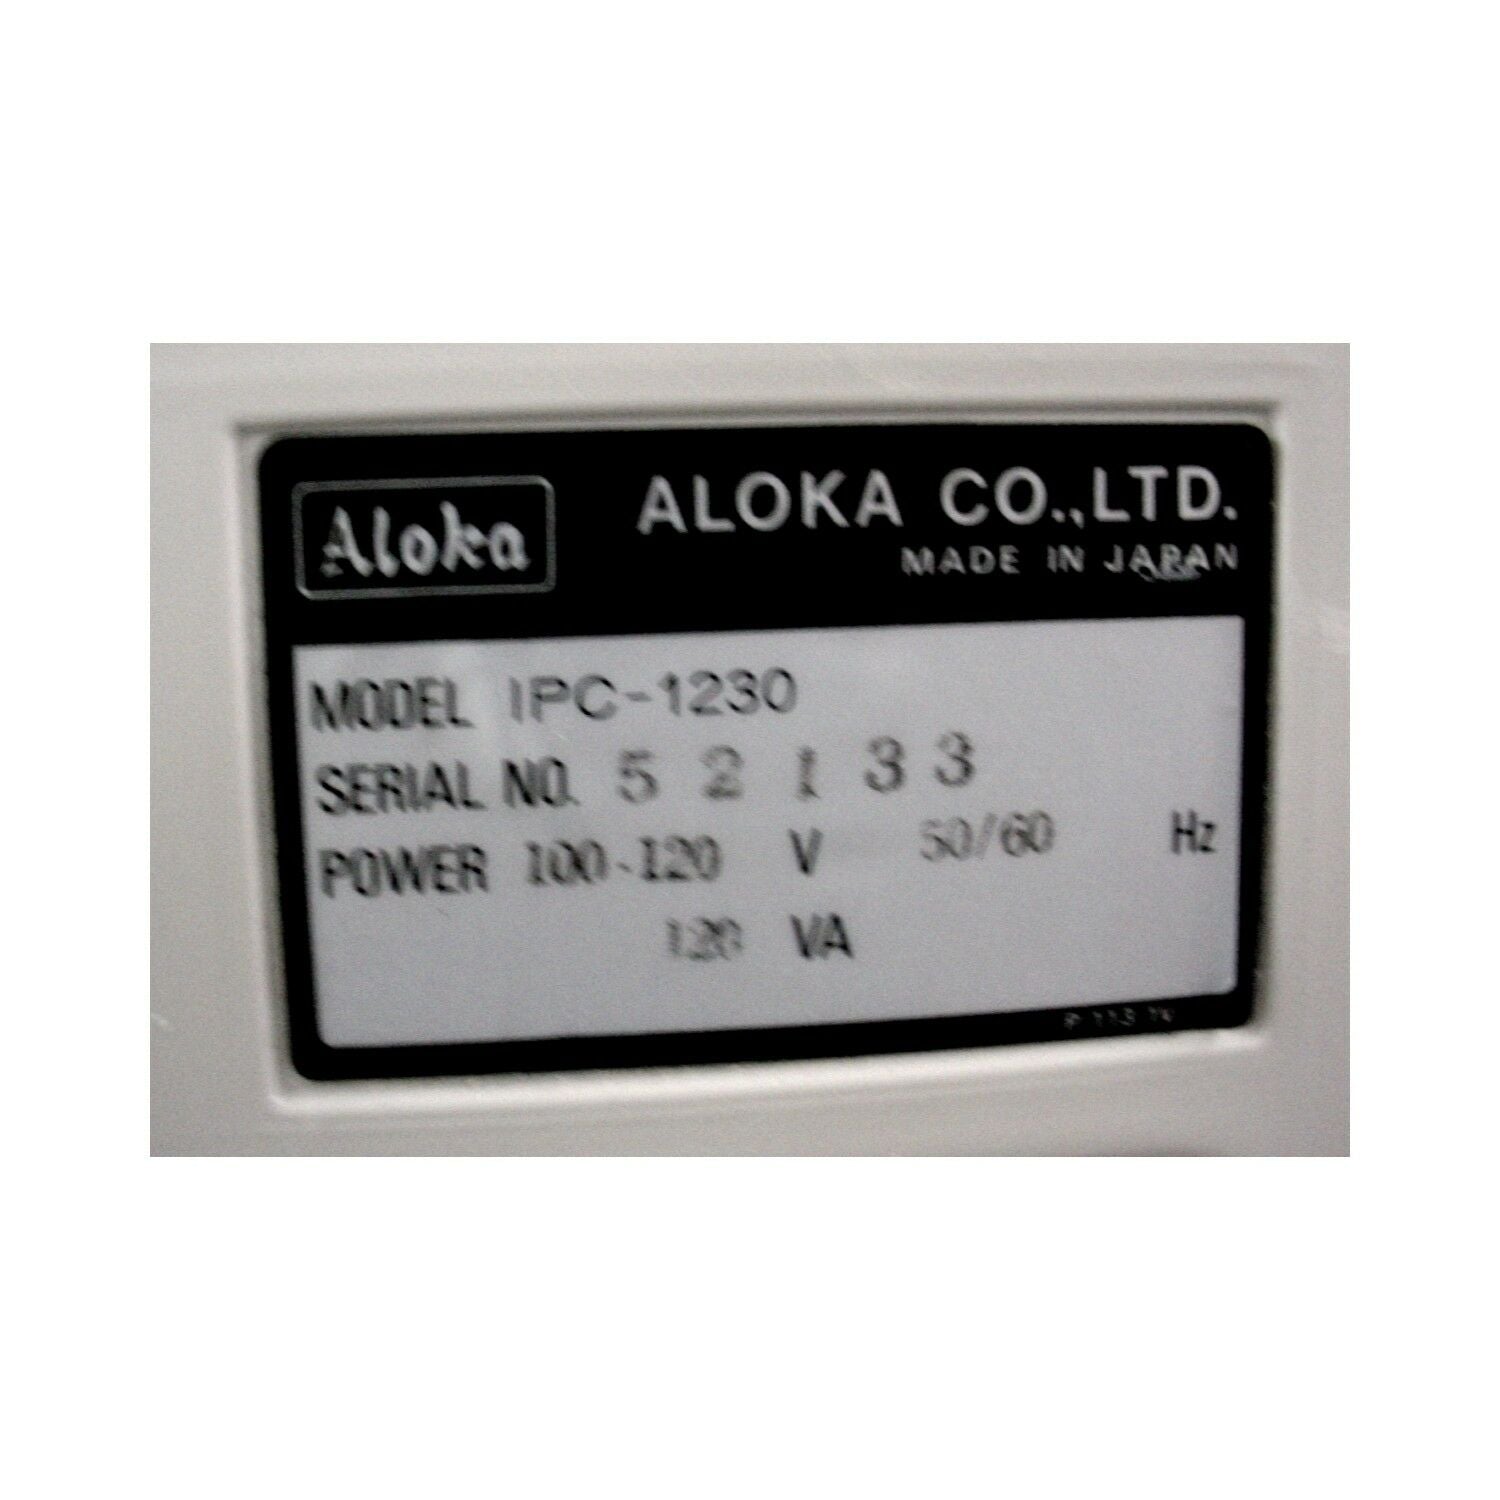 Aloka
ALOKA CO.,LTD.
MADE IN JAPAN
MODEL IPC-1230
SERIAL NO. 5 2 1 3 3
POWER 100-120 V 50/60 Hz
120 VA